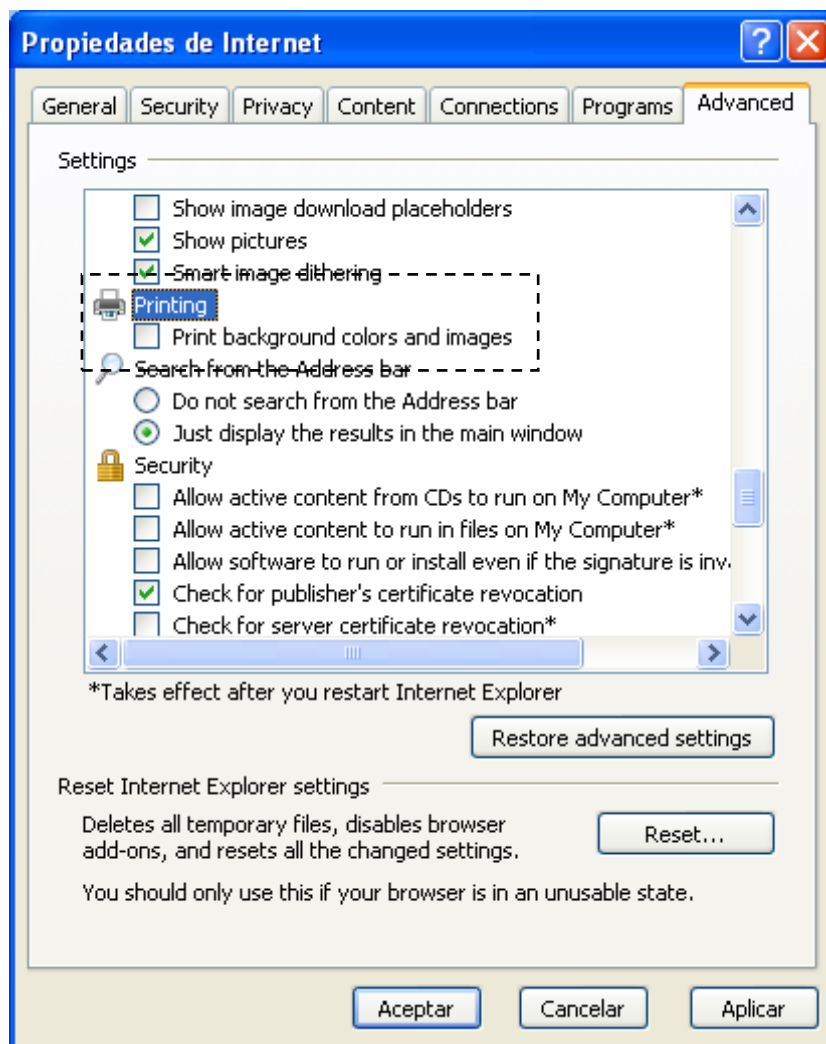 Propiedades de Internet
General Security Privacy Content Connections Programs Advanced
Settings
Show image download placeholders
Show pictures
Smart image dithering
Printing
Print background colors and images
Search from the Address bar
Do not search from the Address bar
Just display the results in the main window
Security
Allow active content from CDs to run on My Computer*
Allow active content to run in files on My Computer*
Allow software to run or install even if the signature is
Check for publisher's certificate revocation
Check for server certificate revocation*
*Takes effect after you restart Internet Explorer
Restore advanced settings
Reset Internet Explorer settings
Deletes all temporary files, disables browser
add-ons, and resets all the changed settings.
Reset...
You should only use this if your browser is in an unusable state.
Aceptar Cancelar Aplicar